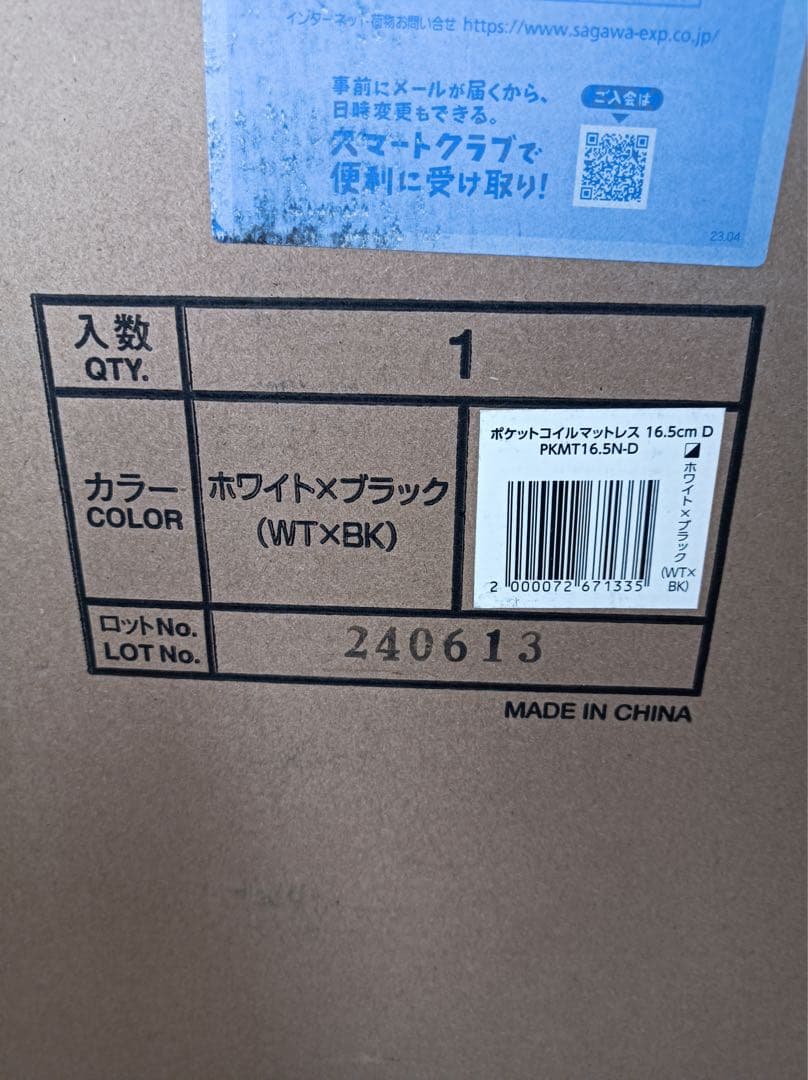 インターネット・荷物お問い合せ https://www.sagawa-exp.co.jp/
事前にメールが届くから、
日時変更もできる。
スマートクラブで
便利に受け取り!
ご入会は
23.04
入数
QTY.
1
カラー
COLOR
ホワイト×ブラック
(WT×BK)
ポケットコイルマットレス 16.5cm D
PKMT16.5N-D
ホワイト×ブラック
(WT×
BK)
2 000072 671335
ロットNo.
LOT No.
240613
MADE IN CHINA